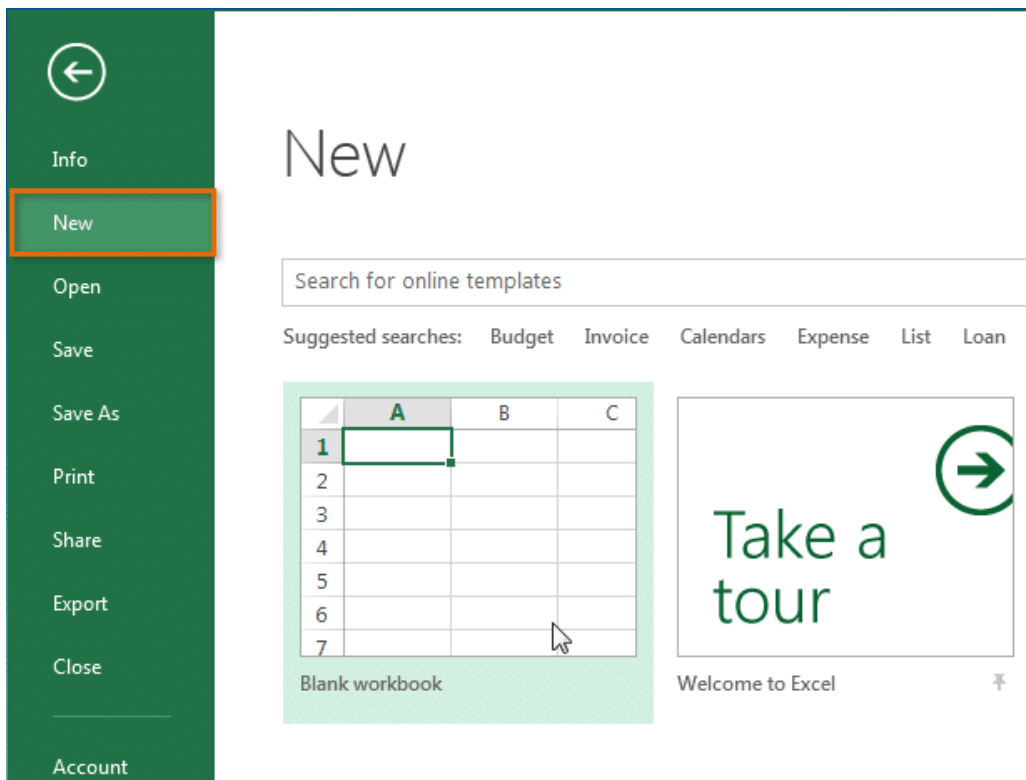 Info
New
Open
Save
Save As
Print
Share
Export
Close
Account
New
Search for online templates
Suggested searches: Budget Invoice Calendars Expense List Loan
A B C
1
2
3
4
5
6
7
Blank workbook
Take a
tour
Welcome to Excel